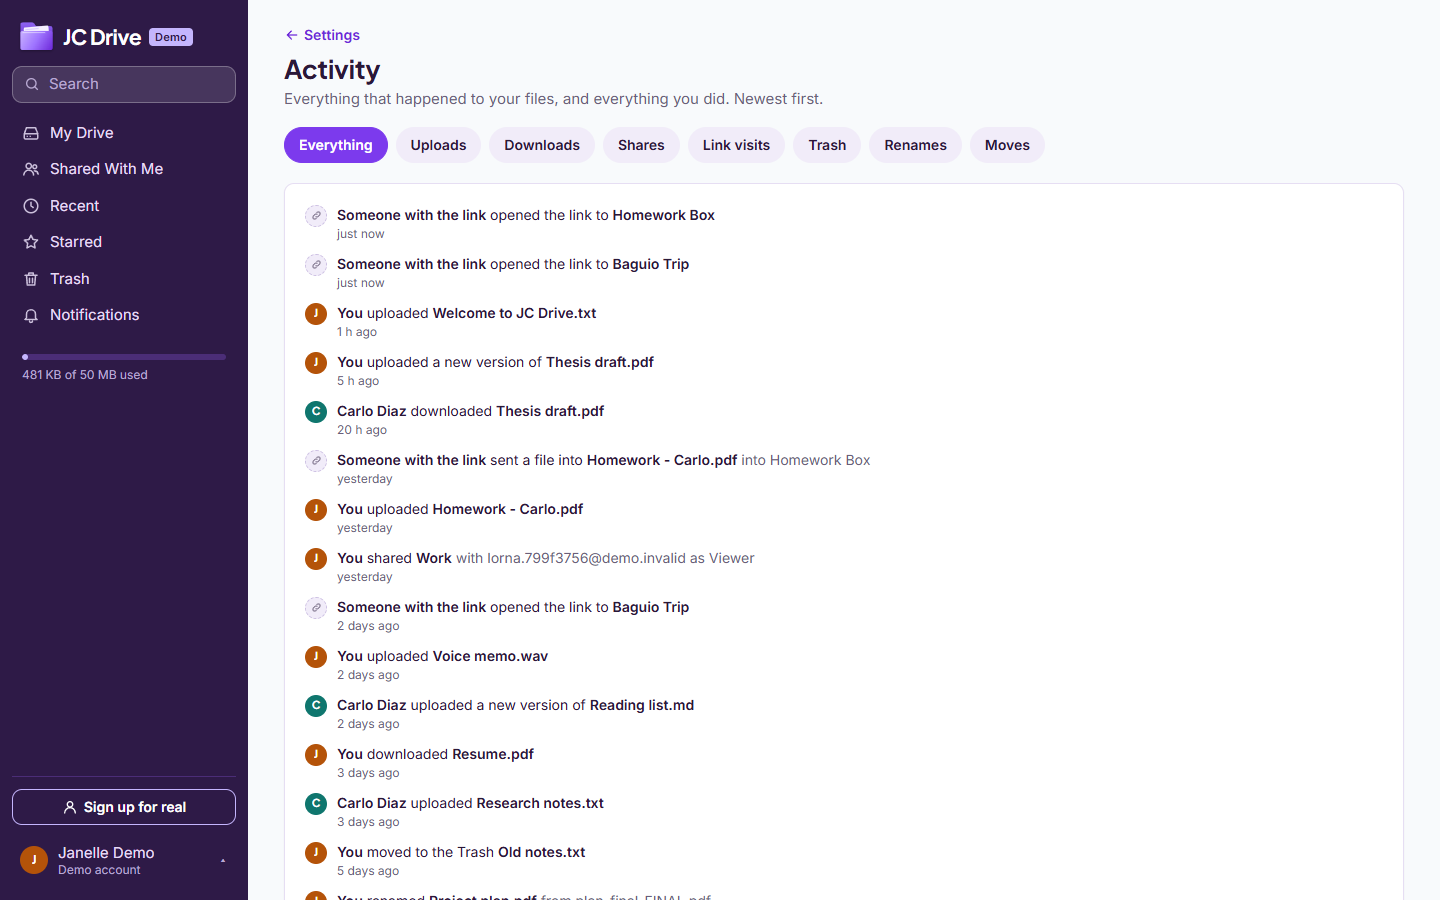 JC Drive Demo
Search
My Drive
Shared With Me
Recent
Starred
Trash
Notifications
481 KB of 50 MB used
Sign up for real
J
Janelle Demo
Demo account
← Settings
Activity
Everything that happened to your files, and everything you did. Newest first.
Everything Uploads Downloads Shares Link visits Trash Renames Moves
Someone with the link opened the link to Homework Box
just now
Someone with the link opened the link to Baguio Trip
just now
J You uploaded Welcome to JC Drive.txt
1 h ago
J You uploaded a new version of Thesis draft.pdf
5 h ago
C Carlo Diaz downloaded Thesis draft.pdf
20 h ago
Someone with the link sent a file into Homework - Carlo.pdf into Homework Box
yesterday
J You uploaded Homework - Carlo.pdf
yesterday
J You shared Work with lorna.799f3756@demo.invalid as Viewer
yesterday
Someone with the link opened the link to Baguio Trip
2 days ago
J You uploaded Voice memo.wav
2 days ago
C Carlo Diaz uploaded a new version of Reading list.md
2 days ago
J You downloaded Resume.pdf
3 days ago
C Carlo Diaz uploaded Research notes.txt
3 days ago
J You moved to the Trash Old notes.txt
5 days ago
You renamed Project plan.pdf from plan_final_FINAL.pdf